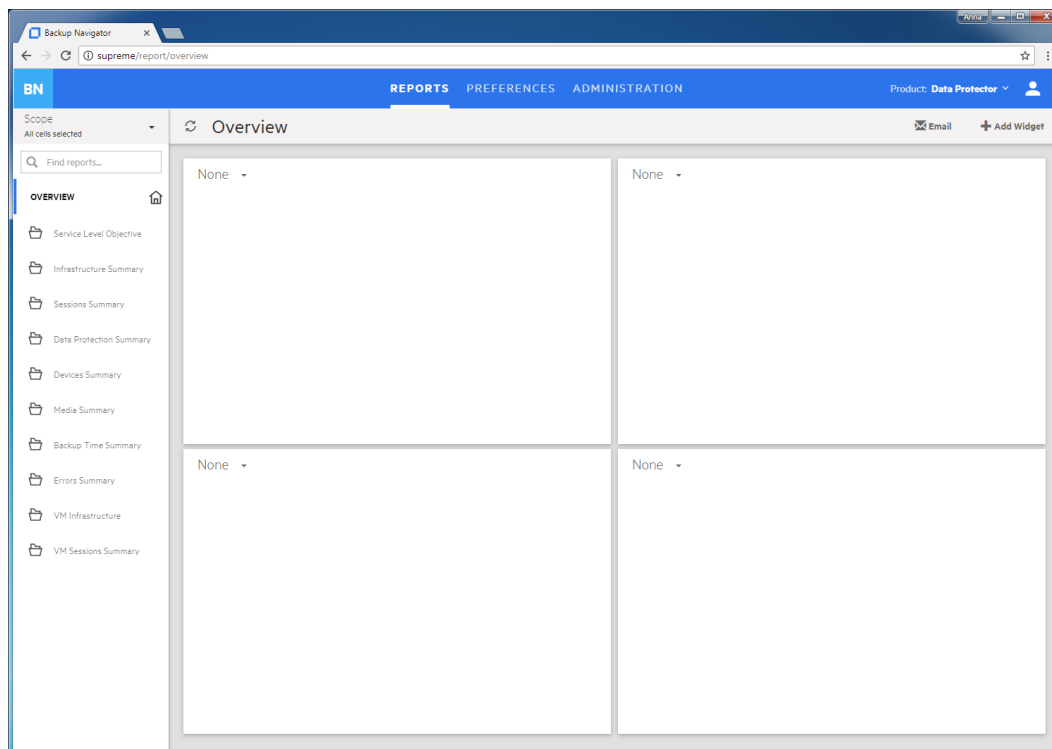 Anna
Backup Navigator
supreme/report/overview
BN
REPORTS PREFERENCES ADMINISTRATION
Product: Data Protector
Scope
All cells selected
Overview
Email
Add Widget
Find reports...
OVERVIEW
Service Level Objective
Infrastructure Summary
Sessions Summary
Data Protection Summary
Devices Summary
Media Summary
Backup Time Summary
Errors Summary
VM Infrastructure
VM Sessions Summary
None
None
None
None